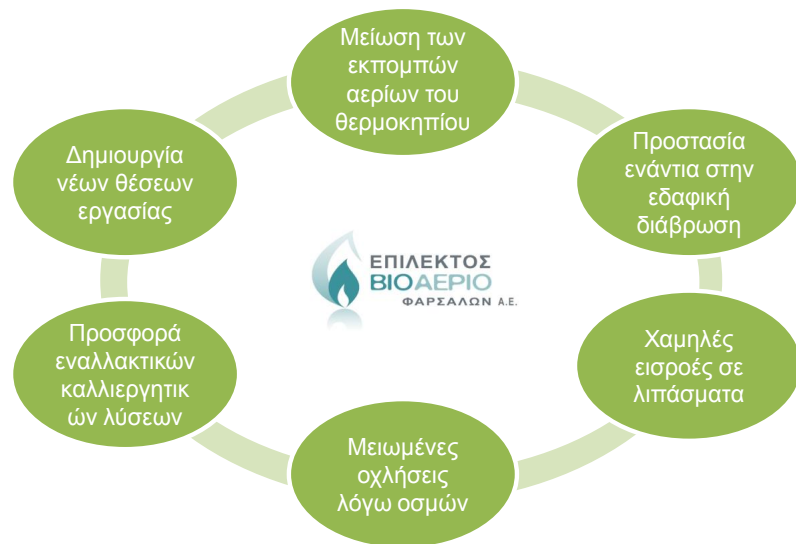 Μείωση των
εκπομπών
αερίων του
θερμοκηπίου
Προστασία
ενάντια στην
εδαφική
διάβρωση
Χαμηλές
εισροές σε
λιπάσματα
Μειωμένες
οχλήσεις
λόγω οσμών
Προσφορά
εναλλακτικών
καλλιεργητικ
ών λύσεων
Δημιουργία
νέων θέσεων
εργασίας
ΕΠΙΛΕΚΤΟΣ
ΒΙΟΑΕΡΙΟ
ΦΑΡΣΑΛΩΝ Α.Ε.